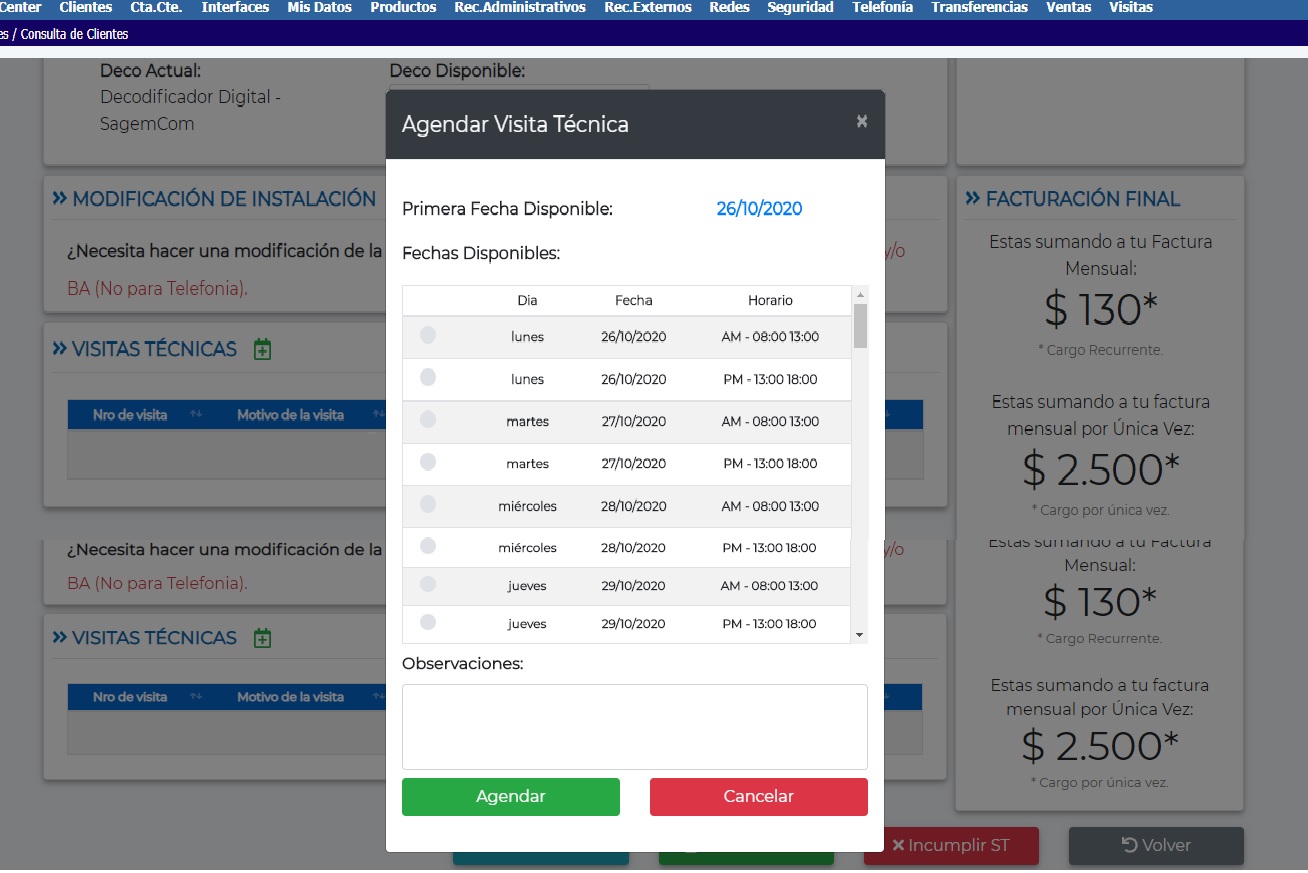 Center Clientes Cta.Cte. Interfaces Mis Datos Productos Rec.Administrativos Rec.Externos Redes Seguridad Telefonía Transferencias Ventas Visitas
es / Consulta de Clientes
Deco Actual:
Decodificador Digital -
SagemCom
Deco Disponible:
Agendar Visita Técnica ×
Primera Fecha Disponible: 26/10/2020
Fechas Disponibles:
Dia Fecha Horario
lunes 26/10/2020 AM - 08:00 13:00
lunes 26/10/2020 PM - 13:00 18:00
martes 27/10/2020 AM - 08:00 13:00
martes 27/10/2020 PM - 13:00 18:00
miércoles 28/10/2020 AM - 08:00 13:00
miércoles 28/10/2020 PM - 13:00 18:00
jueves 29/10/2020 AM - 08:00 13:00
jueves 29/10/2020 PM - 13:00 18:00
Observaciones:
Agendar Cancelar
» MODIFICACIÓN DE INSTALACIÓN
¿Necesita hacer una modificación de la y/o
BA (No para Telefonia).
» VISITAS TÉCNICAS
Nro de visita Motivo de la visita
¿Necesita hacer una modificación de la y/o
BA (No para Telefonia).
» VISITAS TÉCNICAS
Nro de visita Motivo de la visita
» FACTURACIÓN FINAL
Estas sumando a tu Factura
Mensual:
$ 130*
* Cargo Recurrente.
Estas sumando a tu factura
mensual por Única Vez:
$ 2.500*
* Cargo por única vez.
Estas sumando a tu Factura
Mensual:
$ 130*
* Cargo Recurrente.
Estas sumando a tu factura
mensual por Única Vez:
$ 2.500*
* Cargo por única vez.
× Incumplir ST Volver